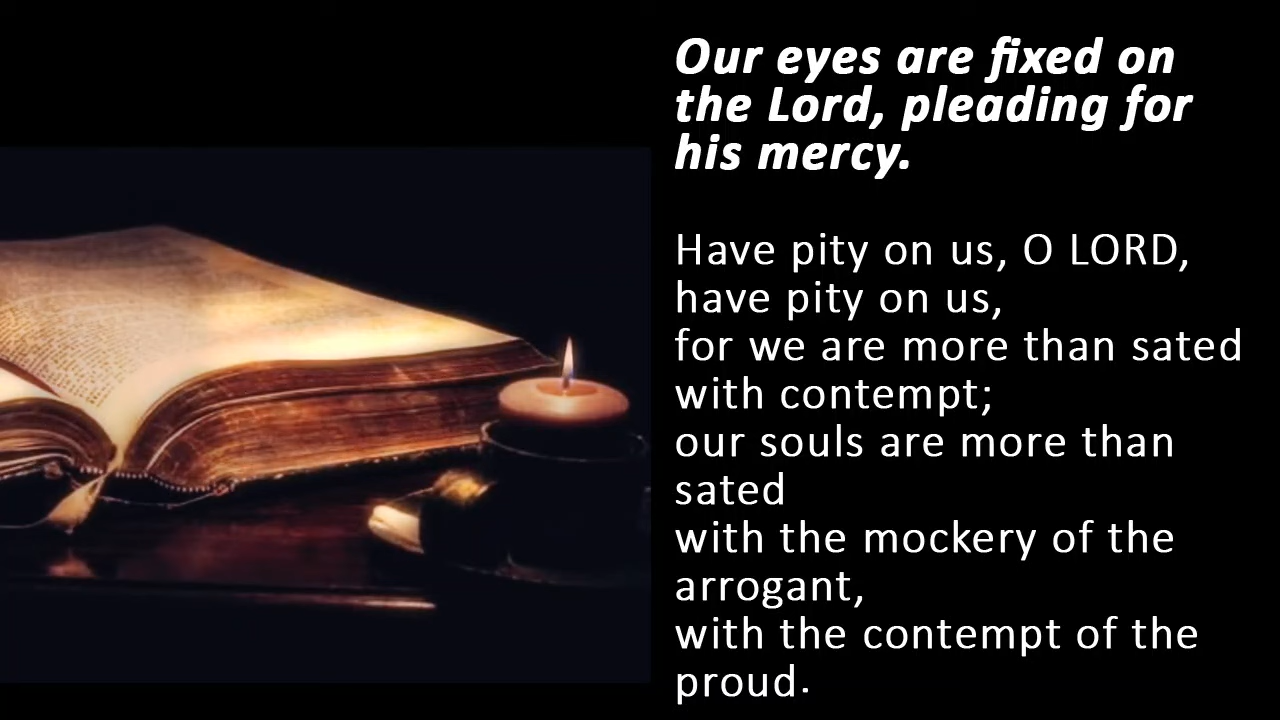 Our eyes are fixed on
the Lord, pleading for
his mercy.
Have pity on us, O LORD,
have pity on us,
for we are more than sated
with contempt;
our souls are more than
sated
with the mockery of the
arrogant,
with the contempt of the
proud.